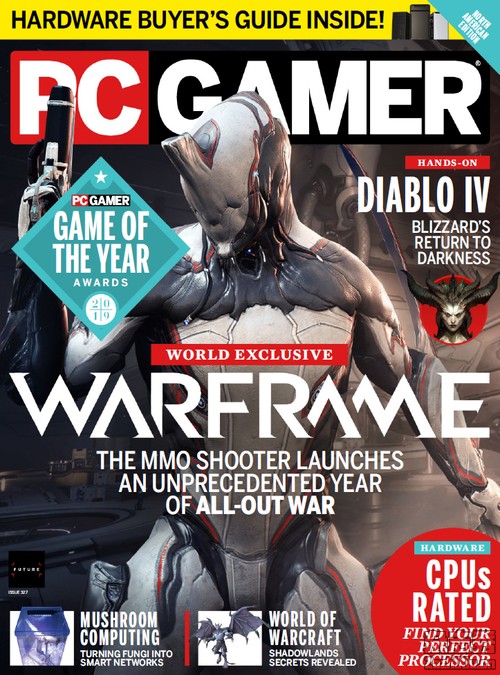 HARDWARE BUYER'S GUIDE INSIDE!
NORTH
AMERICAN
EDITION
PC GAMER
®
HANDS-ON
DIABLO IV
BLIZZARD'S
RETURN TO
DARKNESS
PC GAMER
GAME OF
THE YEAR
AWARDS
2019
WORLD EXCLUSIVE
WARFRAME
THE MMO SHOOTER LAUNCHES
AN UNPRECEDENTED YEAR
OF ALL-OUT WAR
FUTURE
ISSUE 327
HARDWARE
CPUs
RATED
FIND YOUR
PERFECT
PROCESSOR
MUSHROOM
COMPUTING
TURNING FUNGI INTO
SMART NETWORKS
WORLD OF
WARCRAFT
SHADOWLANDS
SECRETS REVEALED